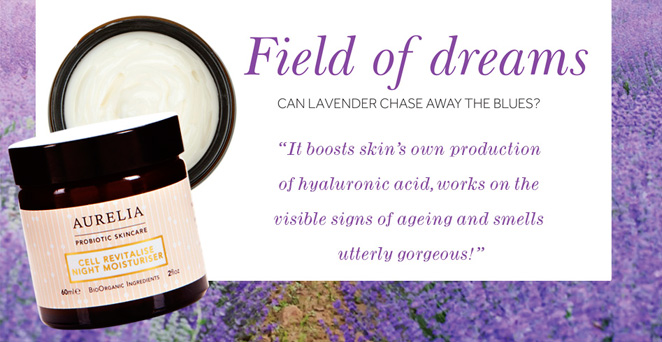 Field of dreams
CAN LAVENDER CHASE AWAY THE BLUES?
“It boosts skin’s own production
of hyaluronic acid, works on the
visible signs of ageing and smells
utterly gorgeous!”
AURELIA
PROBIOTIC SKINCARE
CELL REVITALISE
NIGHT MOISTURISER
60ml℮ BIOORGANIC INGREDIENTS 2floz